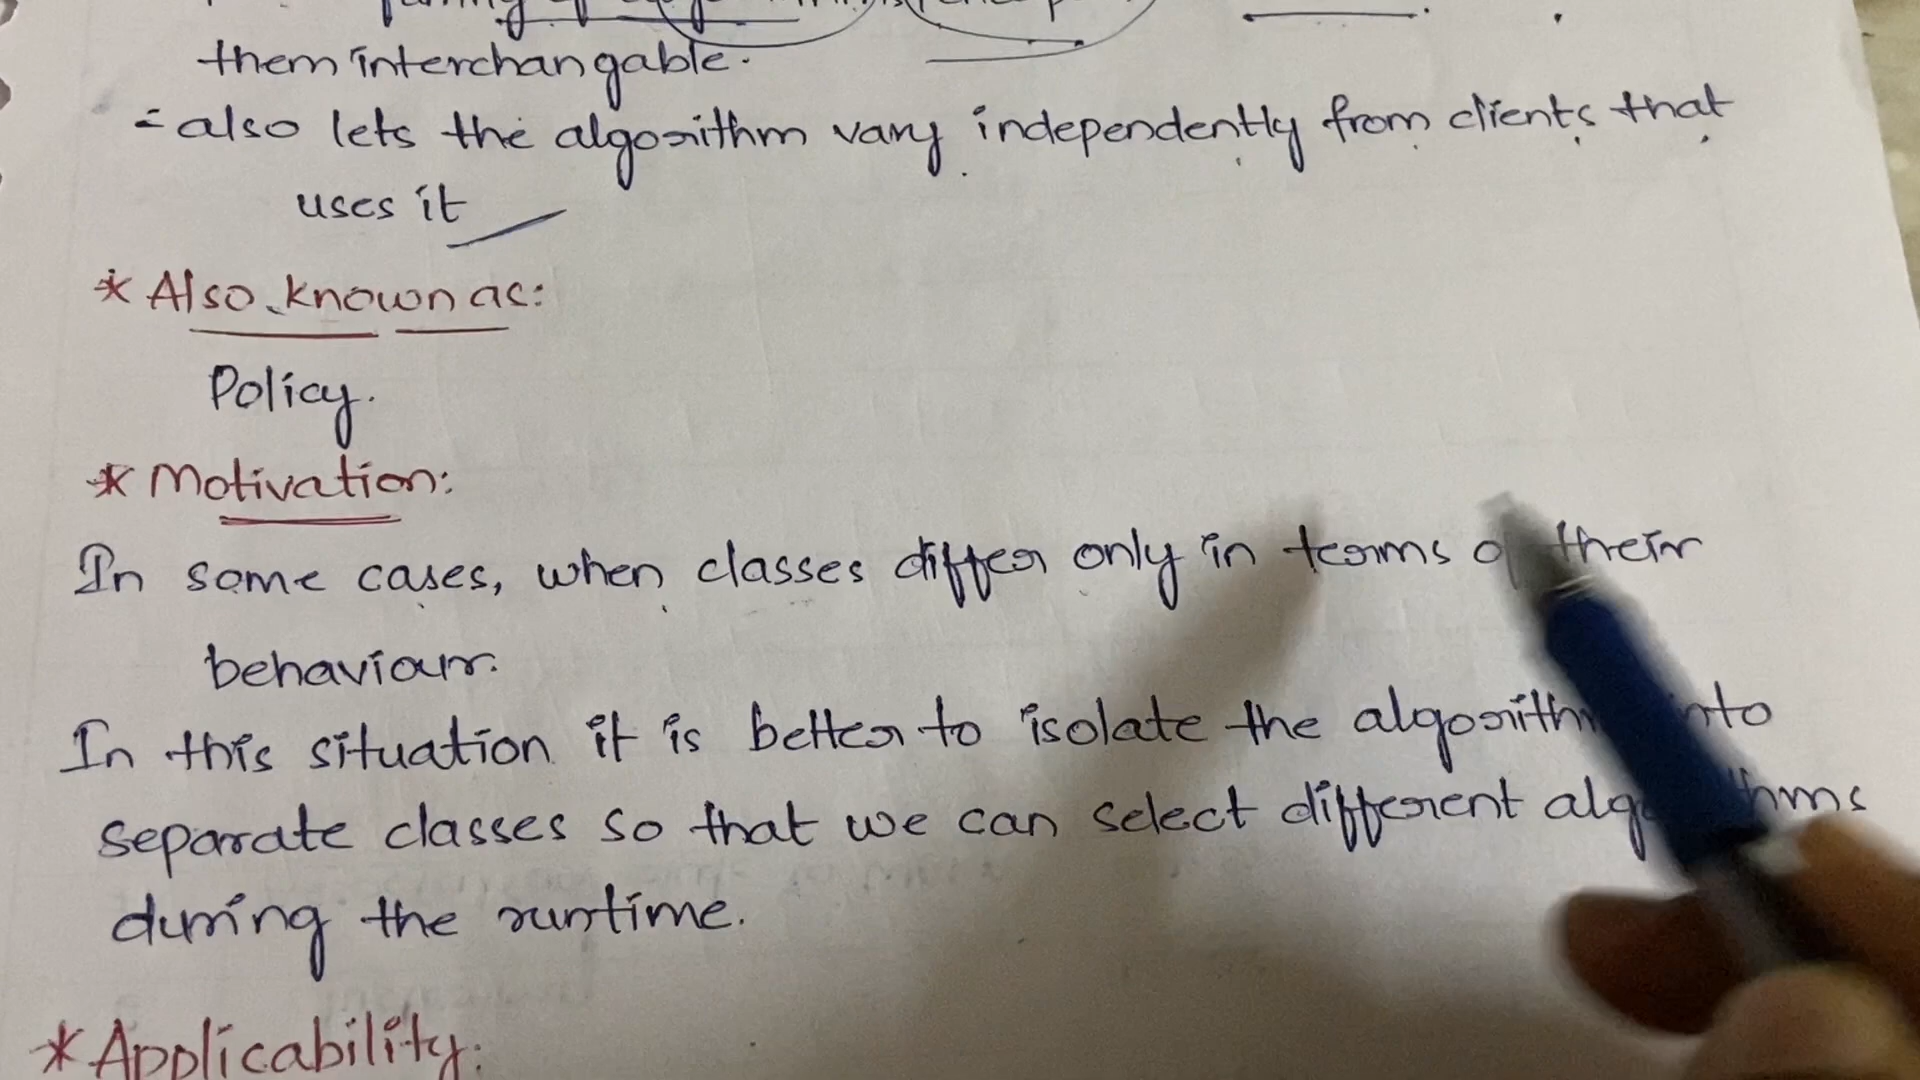 them interchangable.
- also lets the algorithm vary independently from clients that
uses it
* Also known as:
Policy.
* Motivation:
In some cases, when classes differ only in terms of their
behaviour.
In this situation it is better to isolate the algorithms into
separate classes so that we can select different algorithms
during the runtime.
* Applicability: